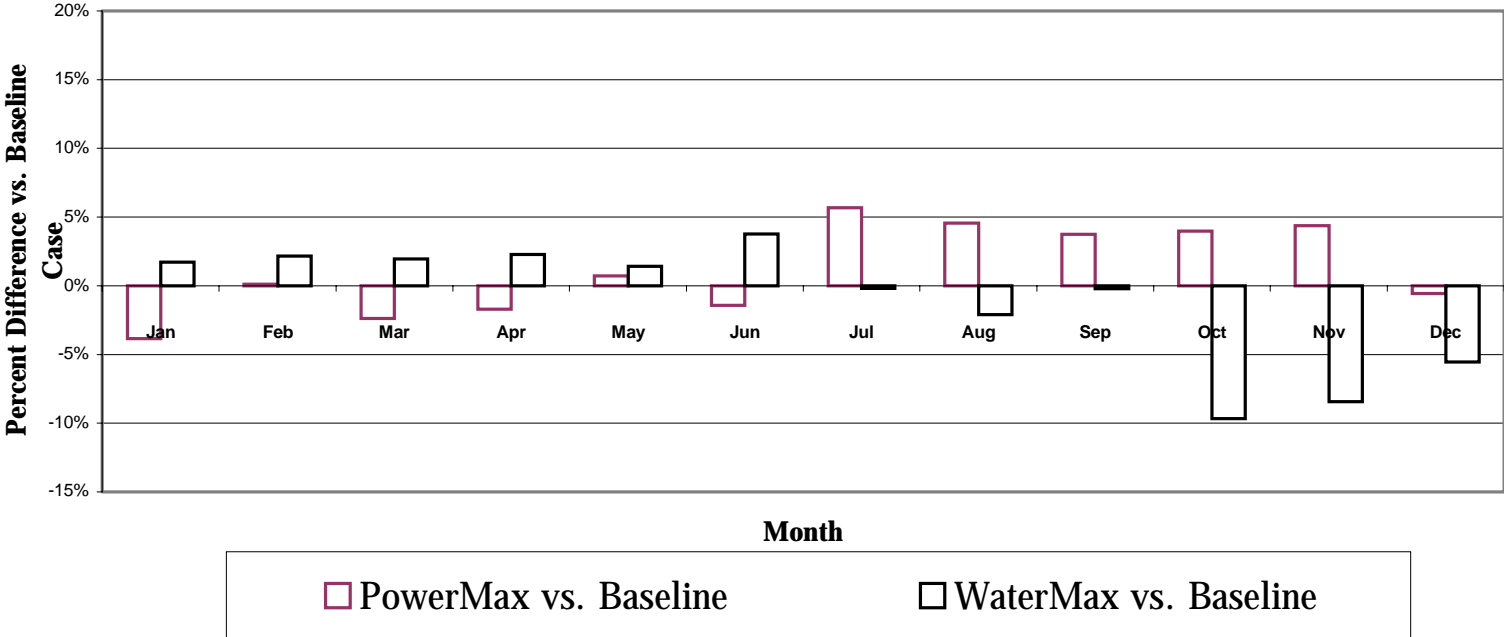 20%
15%
10%
5%
0%
-5%
-10%
-15%
Percent Difference vs. Baseline
Case
Jan Feb Mar Apr May Jun Jul Aug Sep Oct Nov Dec
Month
PowerMax vs. Baseline WaterMax vs. Baseline